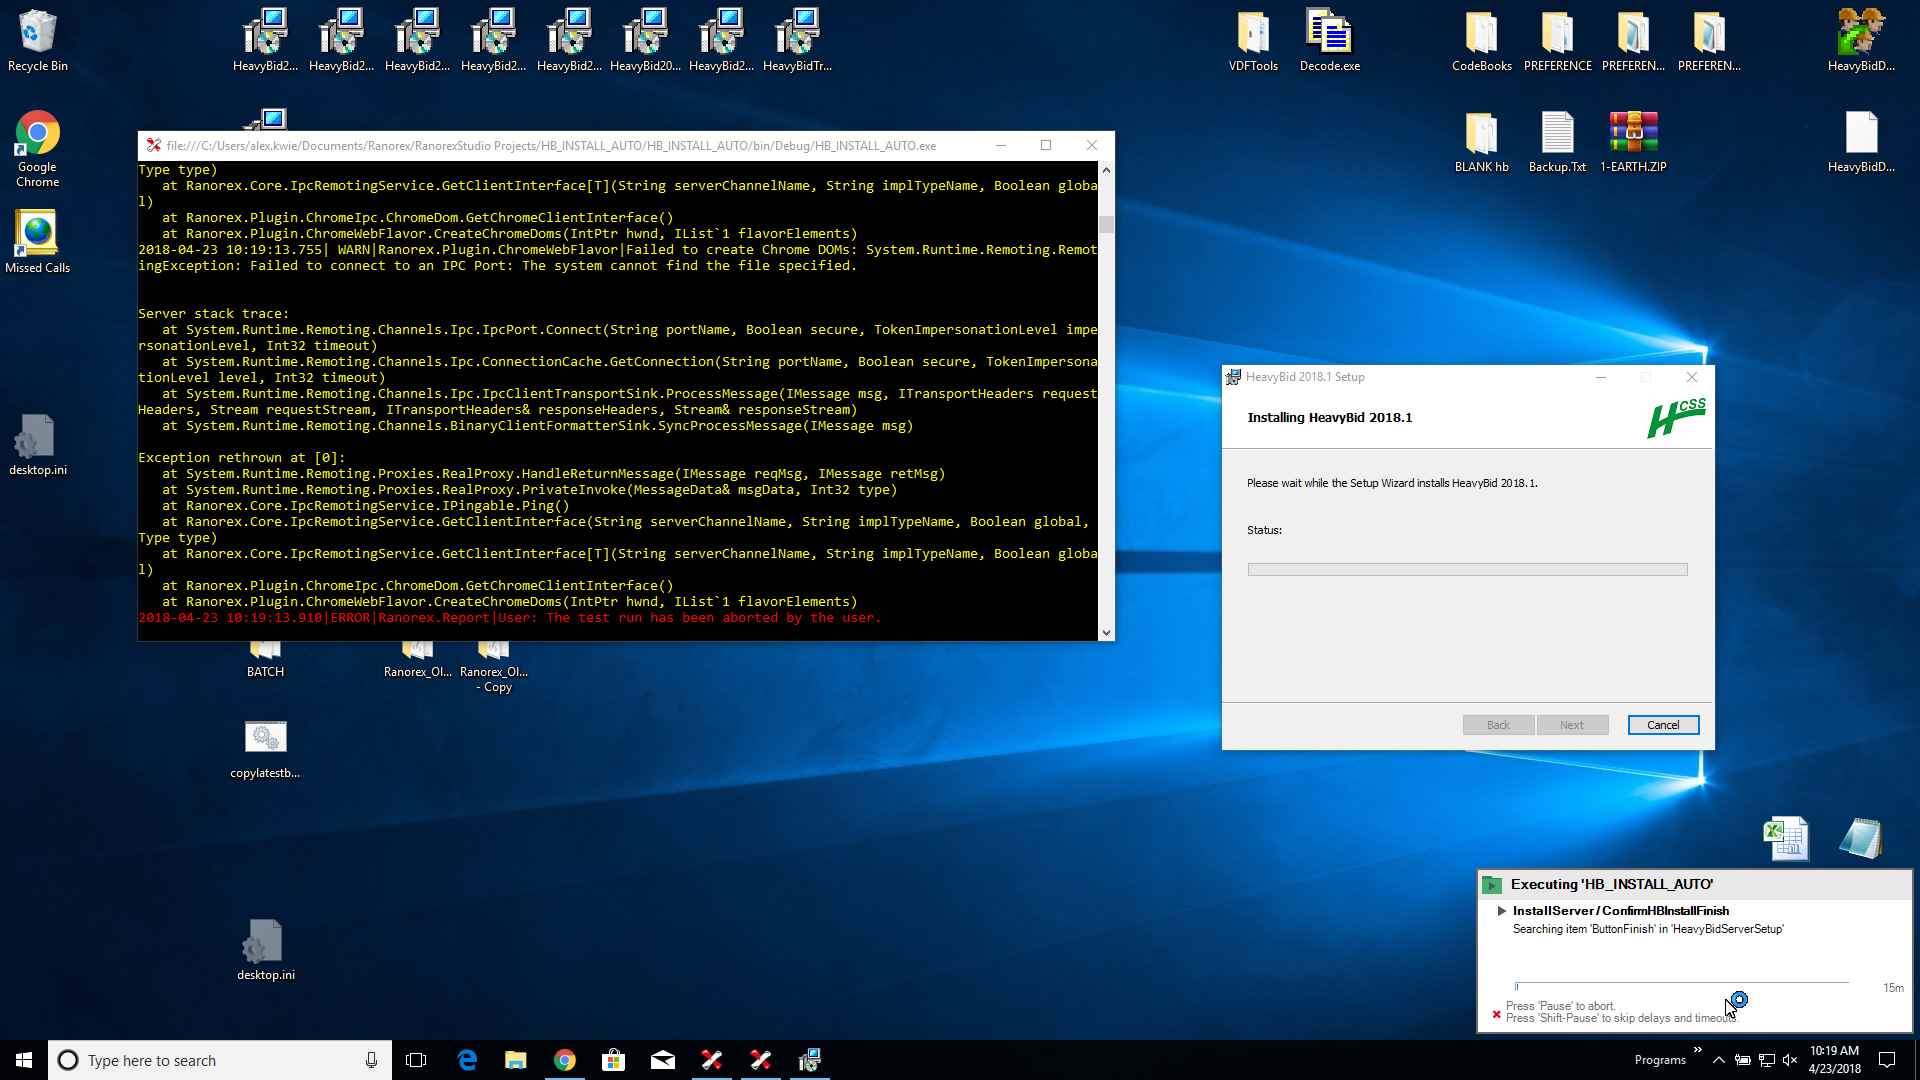 Recycle Bin
HeavyBid2...
HeavyBid2...
HeavyBid2...
HeavyBid2...
HeavyBid2...
HeavyBid20...
HeavyBid2...
HeavyBidTr...
VDFTools
Decode.exe
CodeBooks
PREFERENCE
PREFEREN...
PREFEREN...
HeavyBidD...
Google
Chrome
BLANK hb
Backup.Txt
1-EARTH.ZIP
HeavyBidD...
Missed Calls
desktop.ini
file:///C:/Users/alex.kwie/Documents/Ranorex/RanorexStudio Projects/HB_INSTALL_AUTO/HB_INSTALL_AUTO/bin/Debug/HB_INSTALL_AUTO.exe
Type type)
at Ranorex.Core.IpcRemotingService.GetClientInterface[T](String serverChannelName, String implTypeName, Boolean globa
l)
at Ranorex.Plugin.ChromeIpc.ChromeDom.GetChromeClientInterface()
at Ranorex.Plugin.ChromeWebFlavor.CreateChromeDoms(IntPtr hwnd, IList`1 flavorElements)
2018-04-23 10:19:13.755| WARN|Ranorex.Plugin.ChromeWebFlavor|Failed to create Chrome DOMs: System.Runtime.Remoting.Remot
ingException: Failed to connect to an IPC Port: The system cannot find the file specified.
Server stack trace:
at System.Runtime.Remoting.Channels.Ipc.IpcPort.Connect(String portName, Boolean secure, TokenImpersonationLevel impe
rsonationLevel, Int32 timeout)
at System.Runtime.Remoting.Channels.Ipc.ConnectionCache.GetConnection(String portName, Boolean secure, TokenImpersona
tionLevel level, Int32 timeout)
at System.Runtime.Remoting.Channels.Ipc.IpcClientTransportSink.ProcessMessage(IMessage msg, ITransportHeaders request
Headers, Stream requestStream, ITransportHeaders& responseHeaders, Stream& responseStream)
at System.Runtime.Remoting.Channels.BinaryClientFormatterSink.SyncProcessMessage(IMessage msg)
Exception rethrown at [0]:
at System.Runtime.Remoting.Proxies.RealProxy.HandleReturnMessage(IMessage reqMsg, IMessage retMsg)
at System.Runtime.Remoting.Proxies.RealProxy.PrivateInvoke(MessageData& msgData, Int32 type)
at Ranorex.Core.IpcRemotingService.IPingable.Ping()
at Ranorex.Core.IpcRemotingService.GetClientInterface(String serverChannelName, String implTypeName, Boolean global,
Type type)
at Ranorex.Core.IpcRemotingService.GetClientInterface[T](String serverChannelName, String implTypeName, Boolean globa
l)
at Ranorex.Plugin.ChromeIpc.ChromeDom.GetChromeClientInterface()
at Ranorex.Plugin.ChromeWebFlavor.CreateChromeDoms(IntPtr hwnd, IList`1 flavorElements)
2018-04-23 10:19:13.910|ERROR|Ranorex.Report|User: The test run has been aborted by the user.
HeavyBid 2018.1 Setup
Installing HeavyBid 2018.1
HCSS
Please wait while the Setup Wizard installs HeavyBid 2018.1.
Status:
Back
Next
Cancel
BATCH
Ranorex_Ol...
Ranorex_Ol...
- Copy
copylatestb...
desktop.ini
Executing 'HB_INSTALL_AUTO'
InstallServer/ConfirmHBInstallFinish
Searching item 'ButtonFinish' in 'HeavyBidServerSetup'
15m
Press 'Pause' to abort.
Press 'Shift-Pause' to skip delays and timeouts.
Type here to search
Programs
10:19 AM
4/23/2018